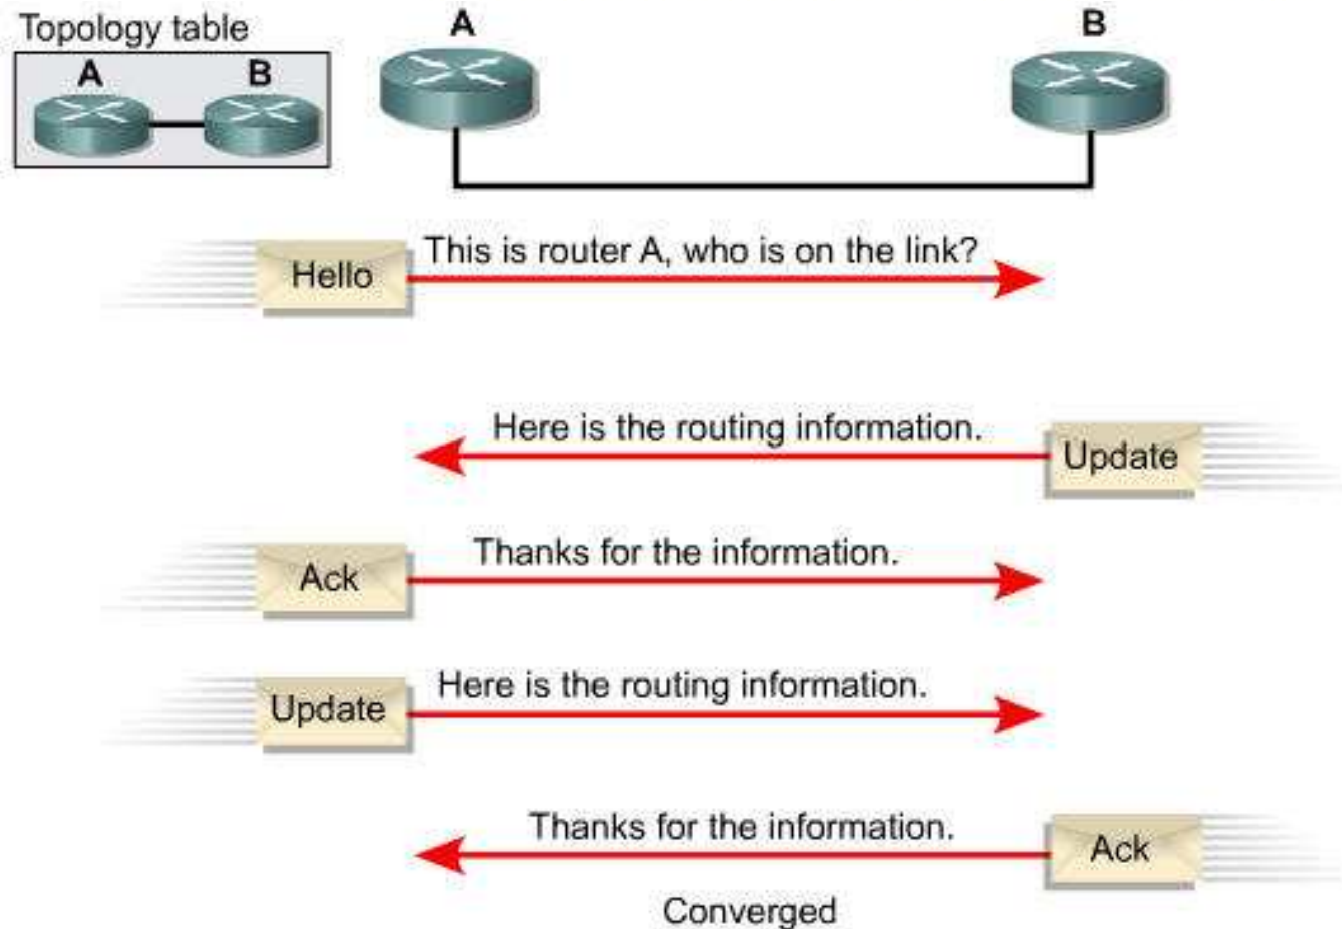 Topology table
A B
A
B
Hello
This is router A, who is on the link?
Here is the routing information.
Update
Ack
Thanks for the information.
Update
Here is the routing information.
Thanks for the information.
Ack
Converged